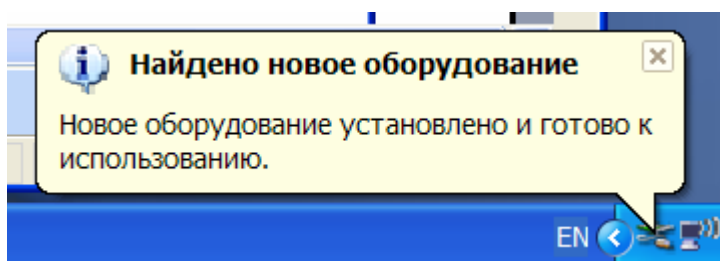 Найдено новое оборудование
Новое оборудование установлено и готово к
использованию.
EN